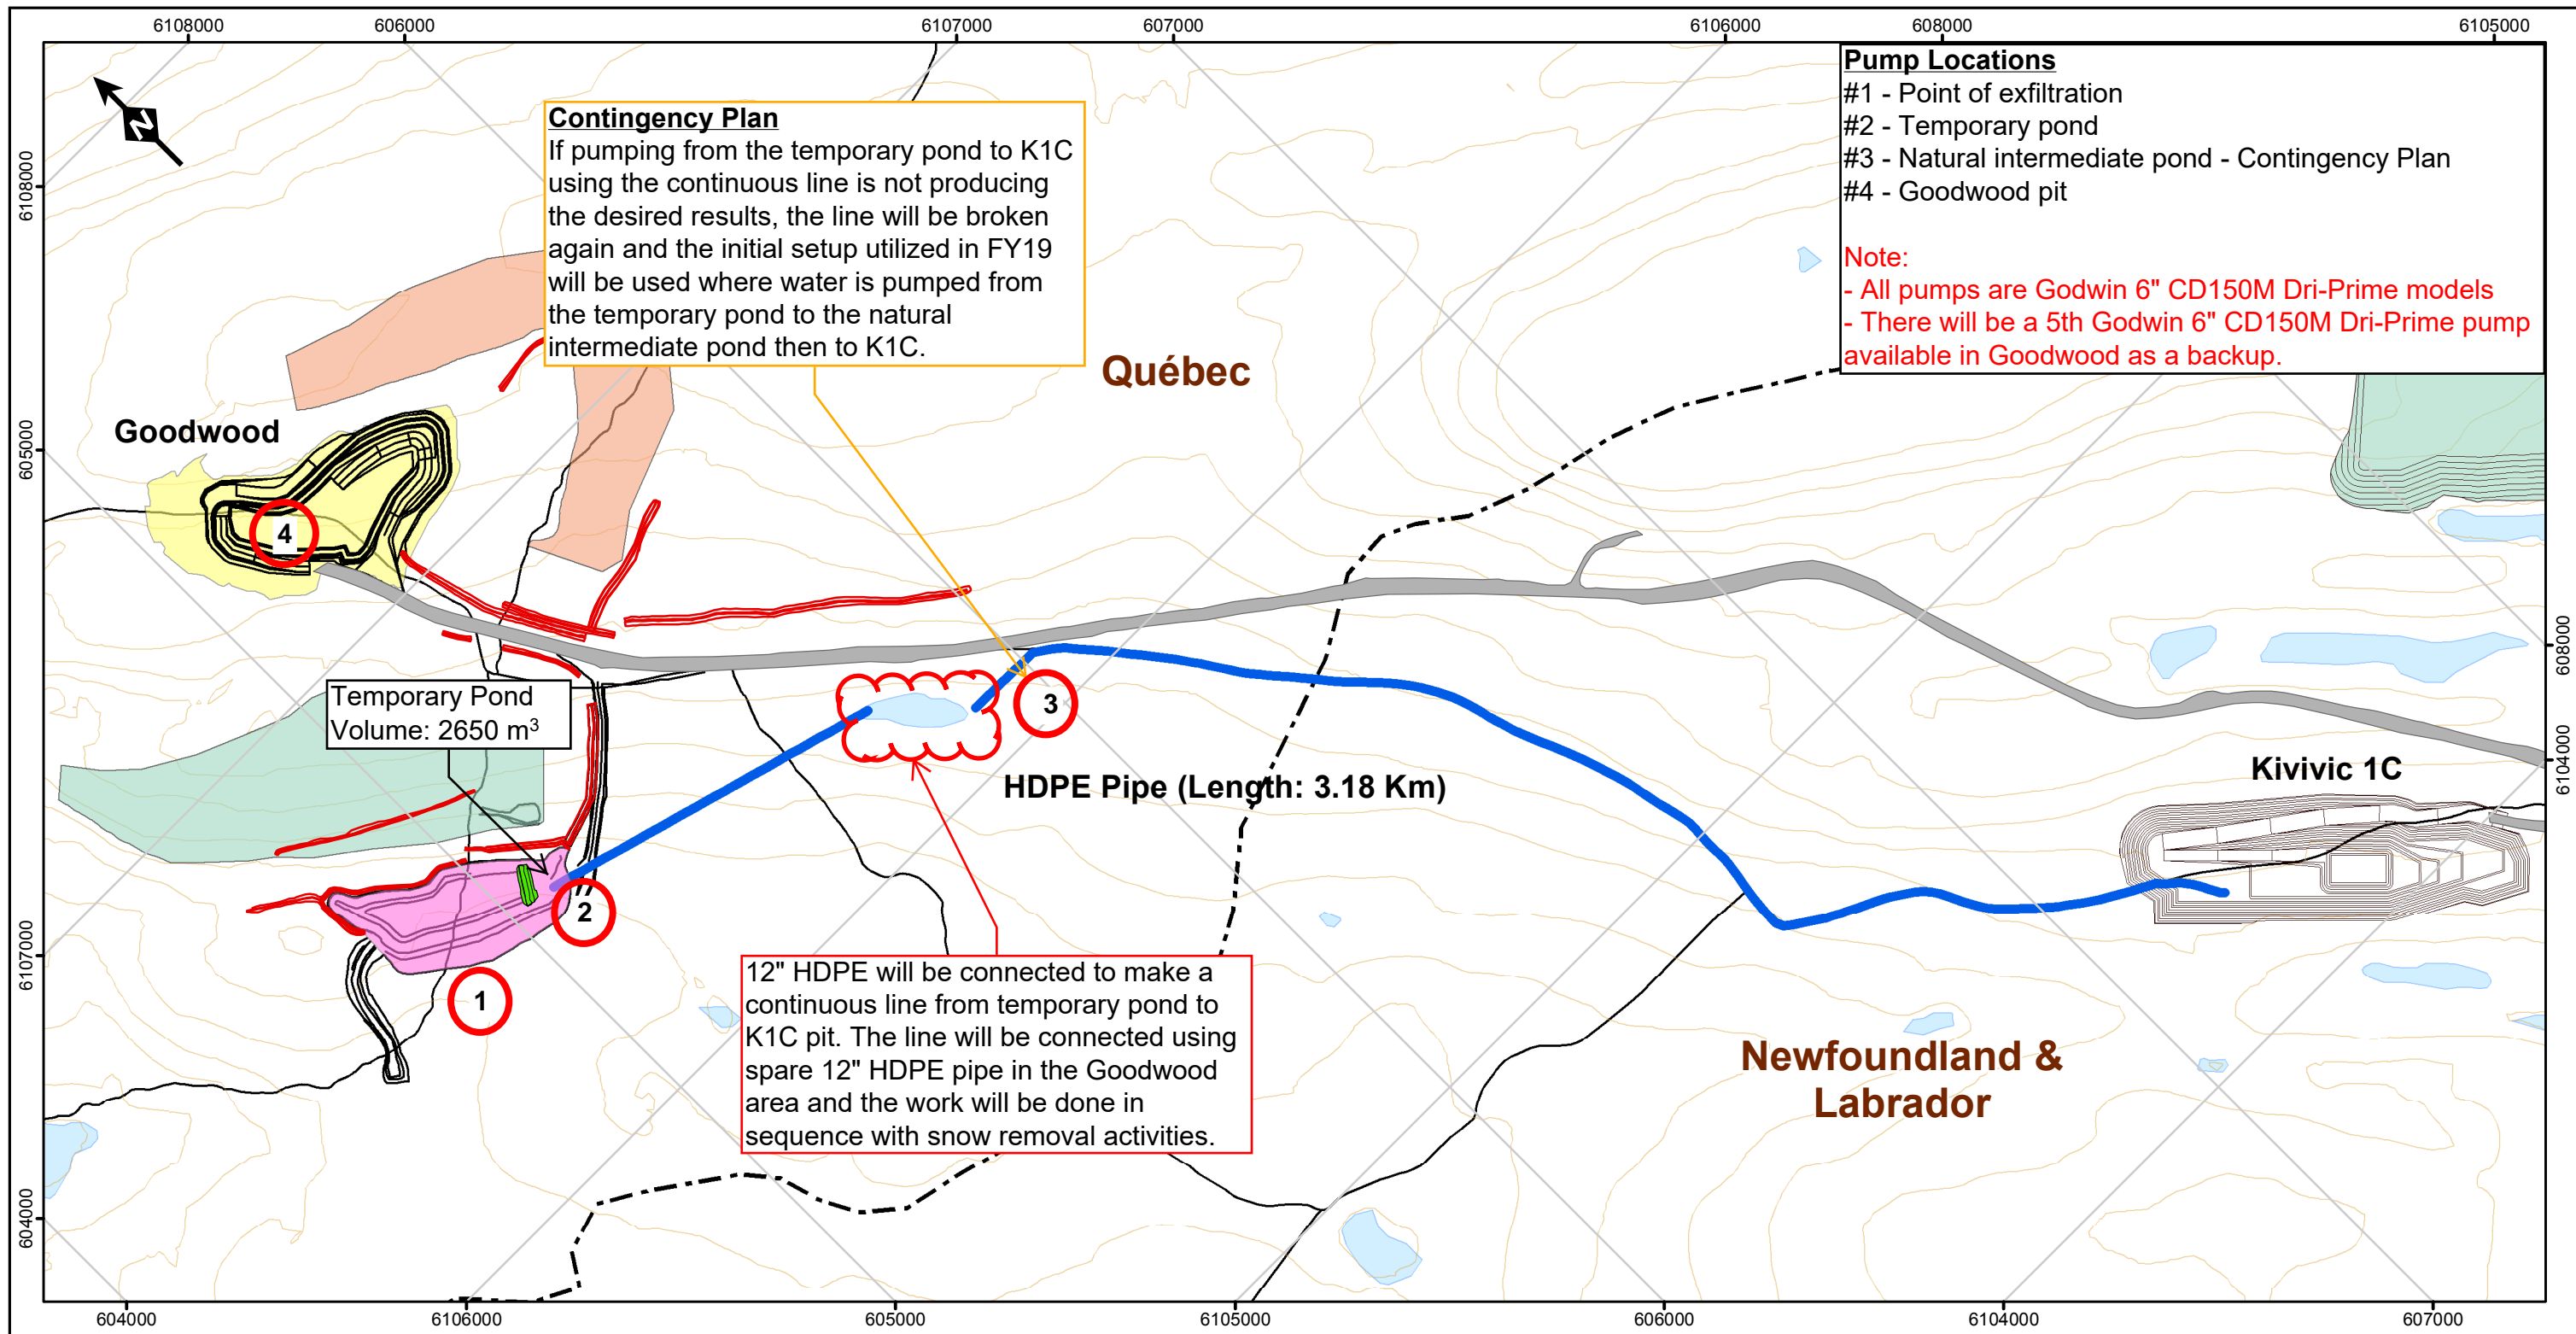 6108000
606000
6107000
607000
6106000
608000
6105000
Pump Locations
#1 - Point of exfiltration
#2 - Temporary pond
#3 - Natural intermediate pond - Contingency Plan
#4 - Goodwood pit
Note:
- All pumps are Godwin 6" CD150M Dri-Prime models
- There will be a 5th Godwin 6" CD150M Dri-Prime pump
available in Goodwood as a backup.
N
Contingency Plan
If pumping from the temporary pond to K1C
using the continuous line is not producing
the desired results, the line will be broken
again and the initial setup utilized in FY19
will be used where water is pumped from
the temporary pond to the natural
intermediate pond then to K1C.
6108000
Québec
Goodwood
605000
4
608000
Temporary Pond
Volume: 2650 m³
3
HDPE Pipe (Length: 3.18 Km)
Kivivic 1C
6104000
2
6107000
1
12" HDPE will be connected to make a
continuous line from temporary pond to
K1C pit. The line will be connected using
spare 12" HDPE pipe in the Goodwood
area and the work will be done in
sequence with snow removal activities.
Newfoundland &
Labrador
604000
604000
6106000
605000
6105000
606000
6104000
607000